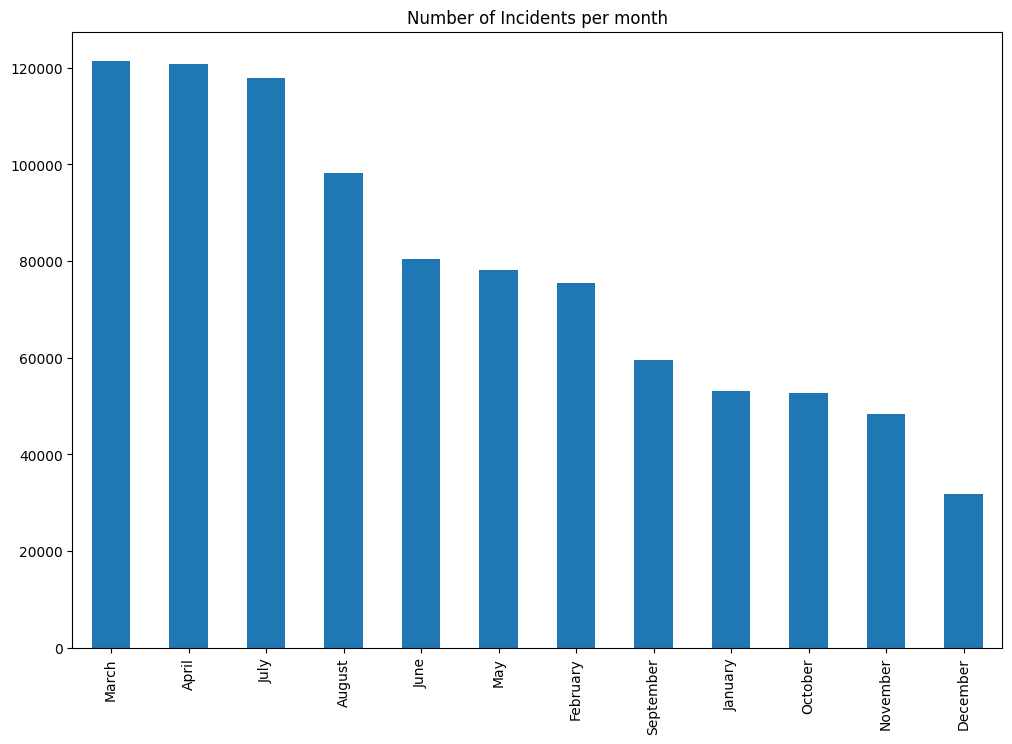 Number of Incidents per month
120000
100000
80000
60000
40000
20000
0
March
April
July
August
June
May
February
September
January
October
November
December